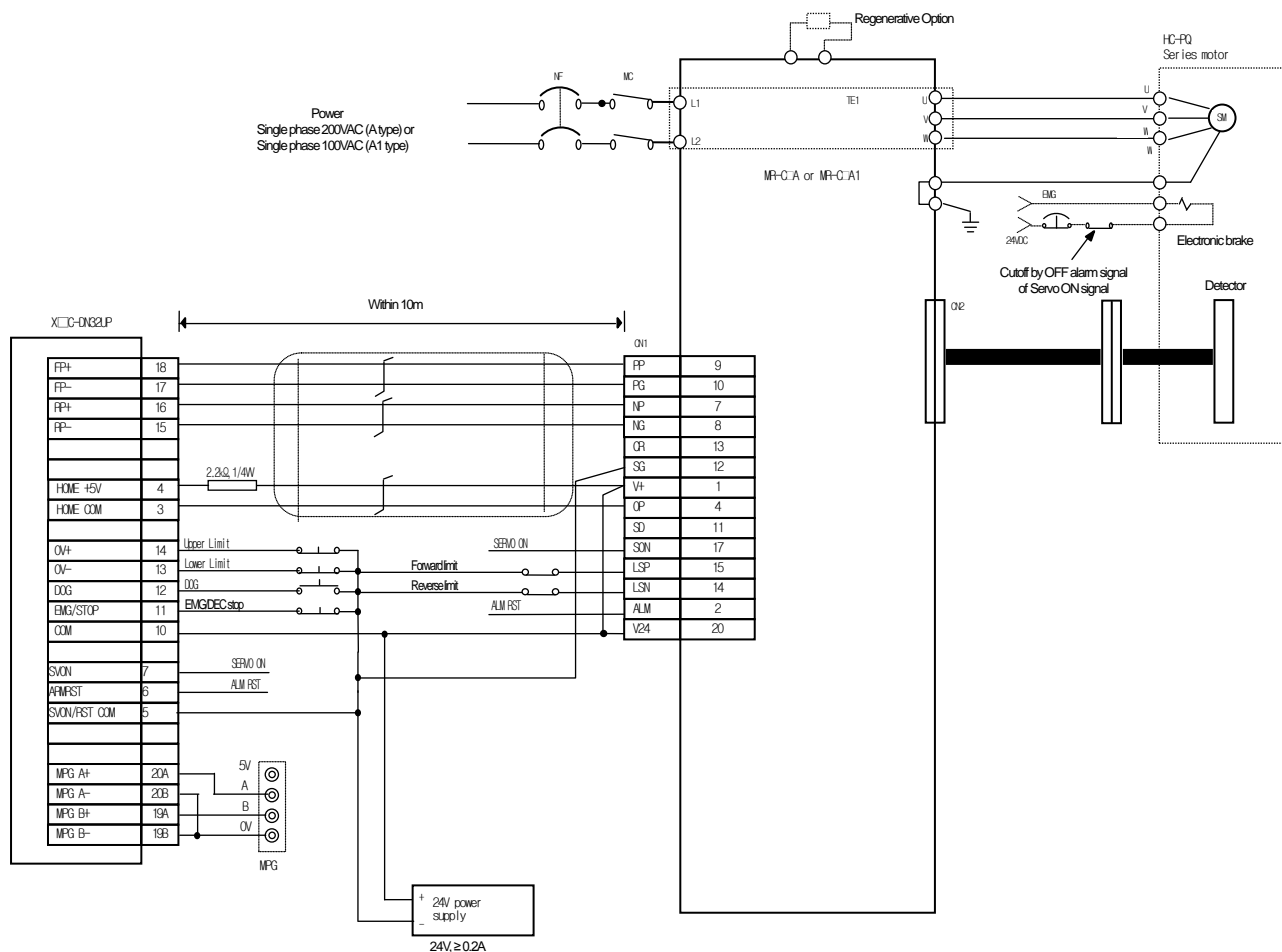 Regenerative Option
HC-PQ
Series motor
NF
MC
Power
Single phase 200VAC (A type) or
Single phase 100VAC (A1 type)
L1
L2
TE1
U
V
W
U
V
W
W
SM
MR-C□A or MR-C□A1
EMG
24VDC
Electronic brake
Cutoff by OFF alarm signal
of Servo ON signal
Detector
CN2
Within 10m
X□C-DN32UP
CN1
FP+ 18
FP- 17
RP+ 16
RP- 15
HOME +5V 4
HOME COM 3
OV+ 14
OV- 13
DOG 12
EMG/STOP 11
COM 10
SVON 7
ARMRST 6
SVON/RST COM 5
MPG A+ 20A
MPG A- 20B
MPG B+ 19A
MPG B- 19B
2.2kΩ, 1/4W
Upper Limit
Lower Limit
DOG
EMG/DEC stop
SERVO ON
ALM RST
SERVO ON
Forward limit
Reverse limit
ALM RST
PP 9
PG 10
NP 7
NG 8
CR 13
SG 12
V+ 1
OP 4
SD 11
SON 17
LSP 15
LSN 14
ALM 2
V24 20
5V
A
B
0V
MPG
+
24V power
supply
-
24V, ≥ 0.2A